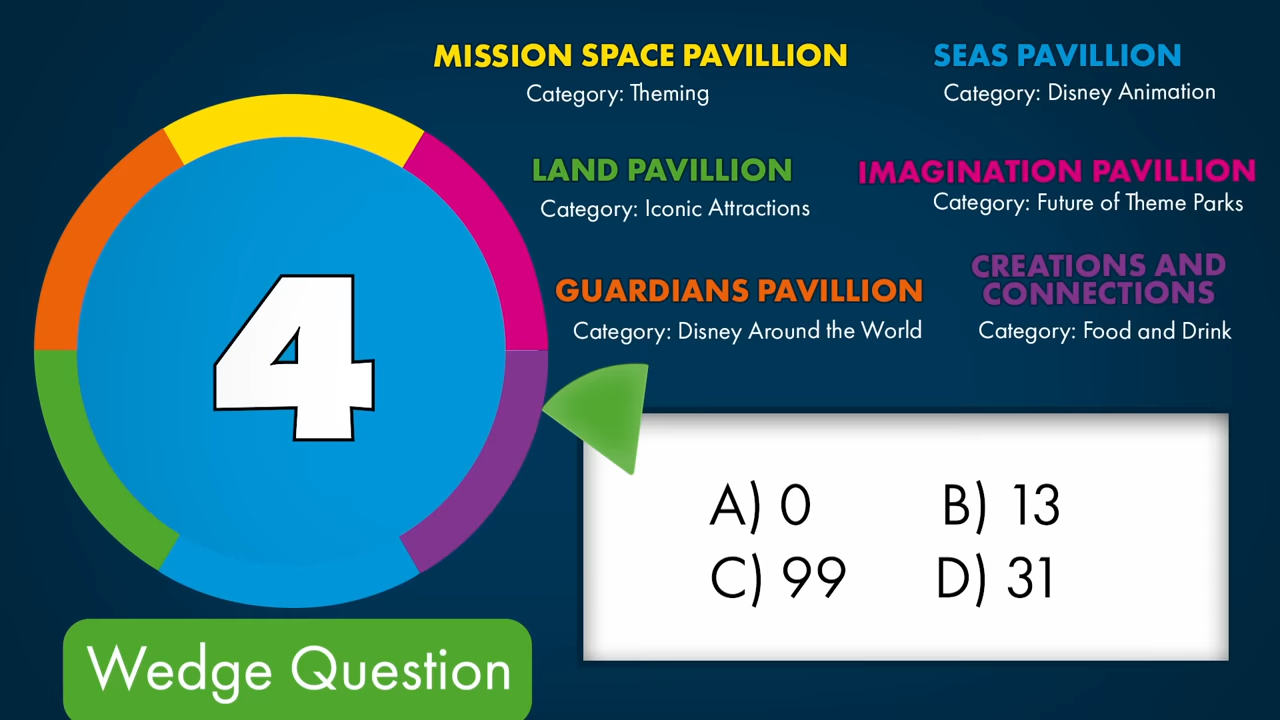 MISSION SPACE PAVILLION
Category: Theming
SEAS PAVILLION
Category: Disney Animation
LAND PAVILLION
Category: Iconic Attractions
IMAGINATION PAVILLION
Category: Future of Theme Parks
GUARDIANS PAVILLION
Category: Disney Around the World
CREATIONS AND
CONNECTIONS
Category: Food and Drink
4
A) 0
B) 13
C) 99
D) 31
Wedge Question